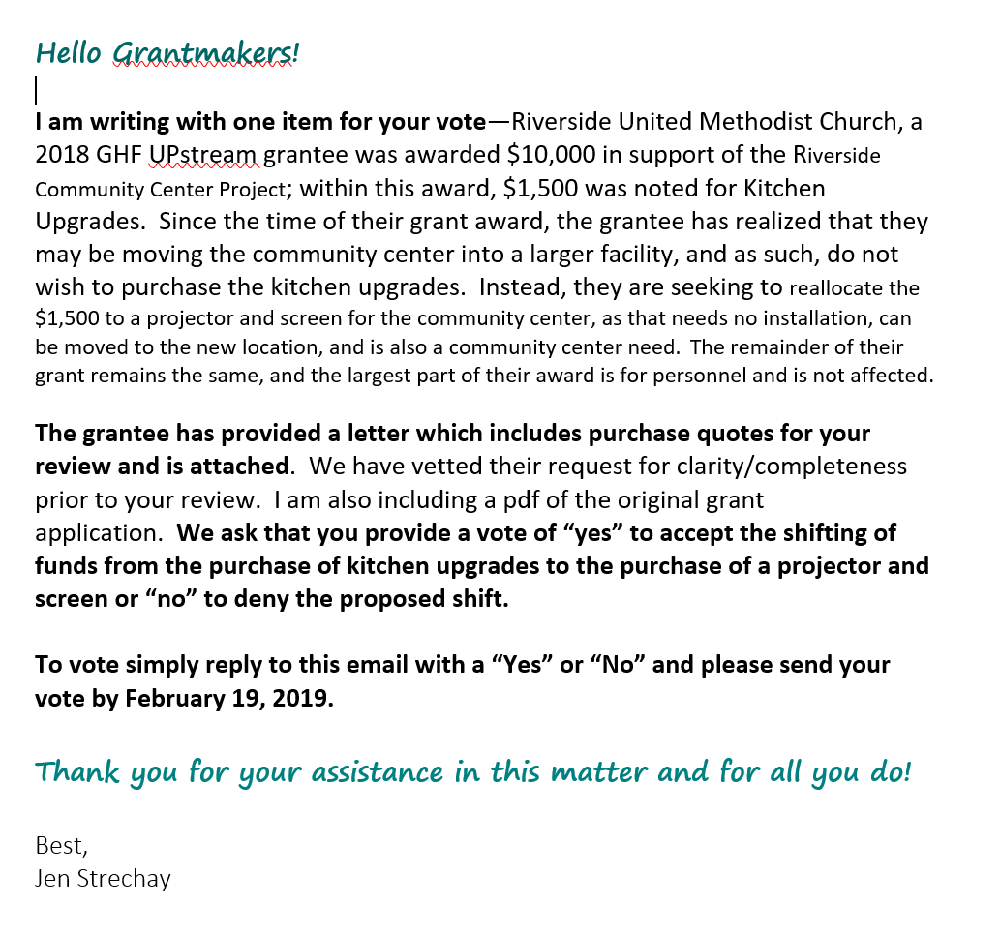 Hello Grantmakers!
I am writing with one item for your vote—Riverside United Methodist Church, a
2018 GHF UPstream grantee was awarded $10,000 in support of the Riverside
Community Center Project; within this award, $1,500 was noted for Kitchen
Upgrades.  Since the time of their grant award, the grantee has realized that they
may be moving the community center into a larger facility, and as such, do not
wish to purchase the kitchen upgrades.  Instead, they are seeking to reallocate the
$1,500 to a projector and screen for the community center, as that needs no installation, can
be moved to the new location, and is also a community center need.  The remainder of their
grant remains the same, and the largest part of their award is for personnel and is not affected.
The grantee has provided a letter which includes purchase quotes for your
review and is attached.  We have vetted their request for clarity/completeness
prior to your review.  I am also including a pdf of the original grant
application.  We ask that you provide a vote of “yes” to accept the shifting of
funds from the purchase of kitchen upgrades to the purchase of a projector and
screen or “no” to deny the proposed shift.
To vote simply reply to this email with a “Yes” or “No” and please send your
vote by February 19, 2019.
Thank you for your assistance in this matter and for all you do!
Best,
Jen Strechay